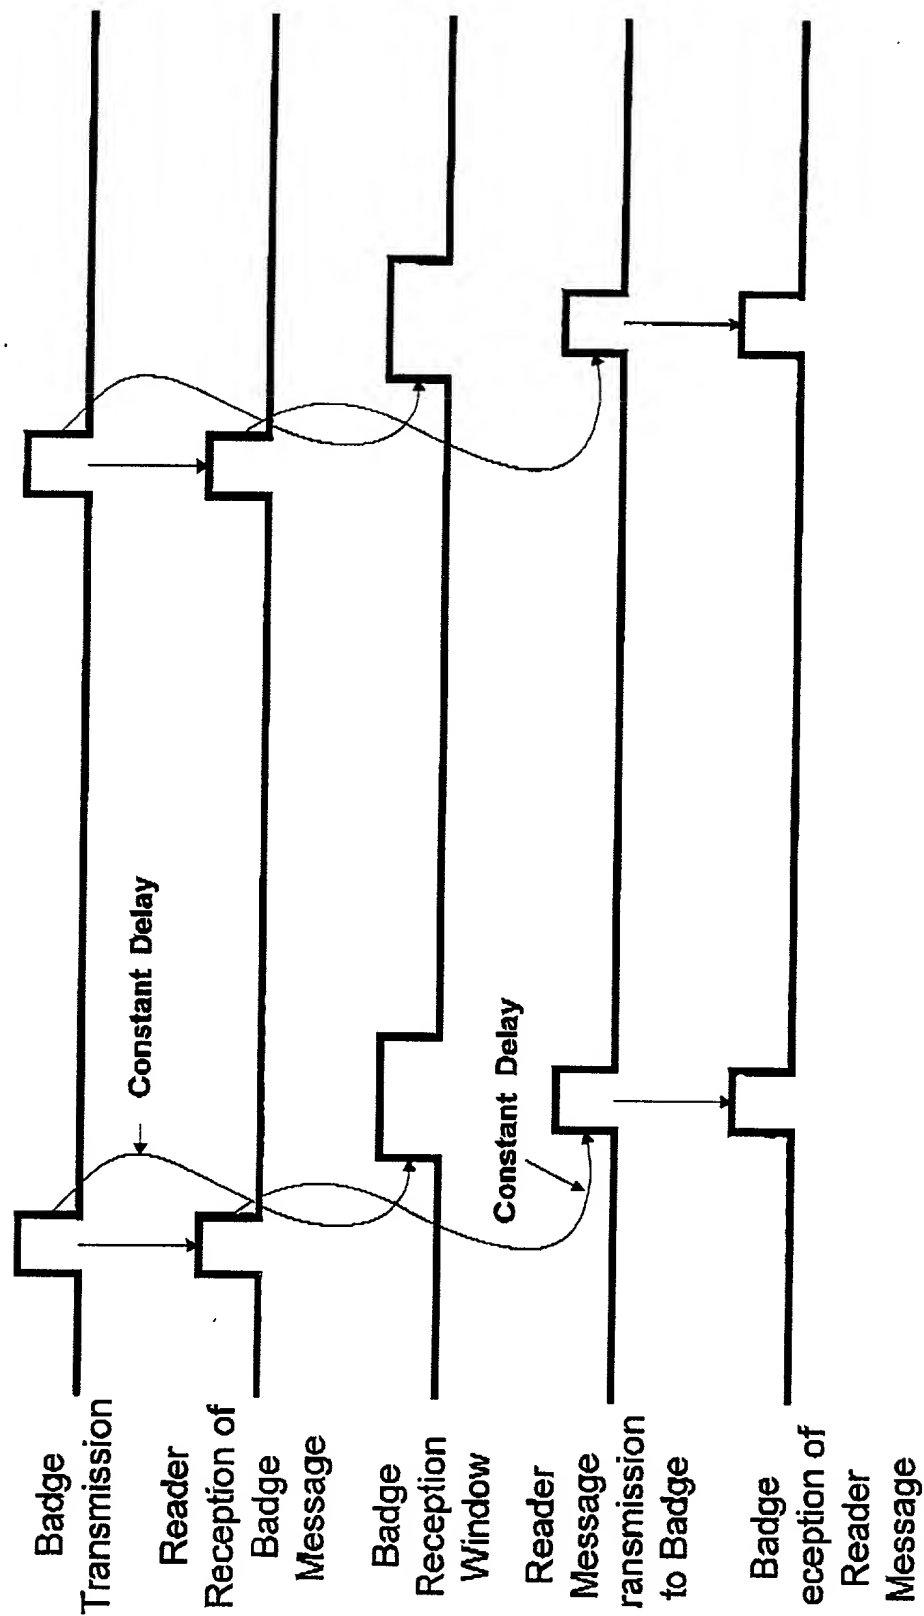 Badge
Transmission
Reader
Reception of
Badge
Message
Badge
Reception
Window
Reader
Message
ransmission
to Badge
Badge
eception of
Reader
Message
Constant Delay
Constant Delay